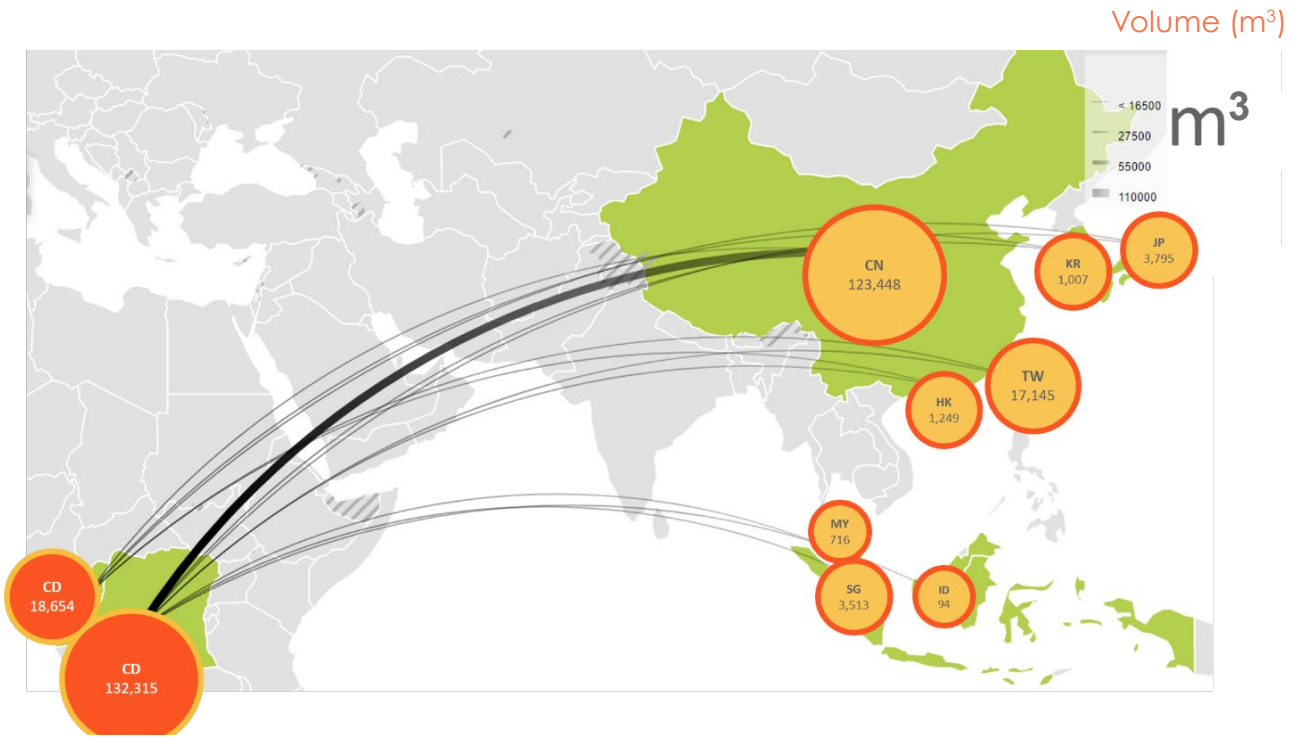 Volume (m³)
< 16500
m³
27500
55000
110000
JP
3,795
KR
1,007
CN
123,448
TW
17,145
HK
1,249
MY
716
SG
3,513
ID
94
CD
18,654
CD
132,315